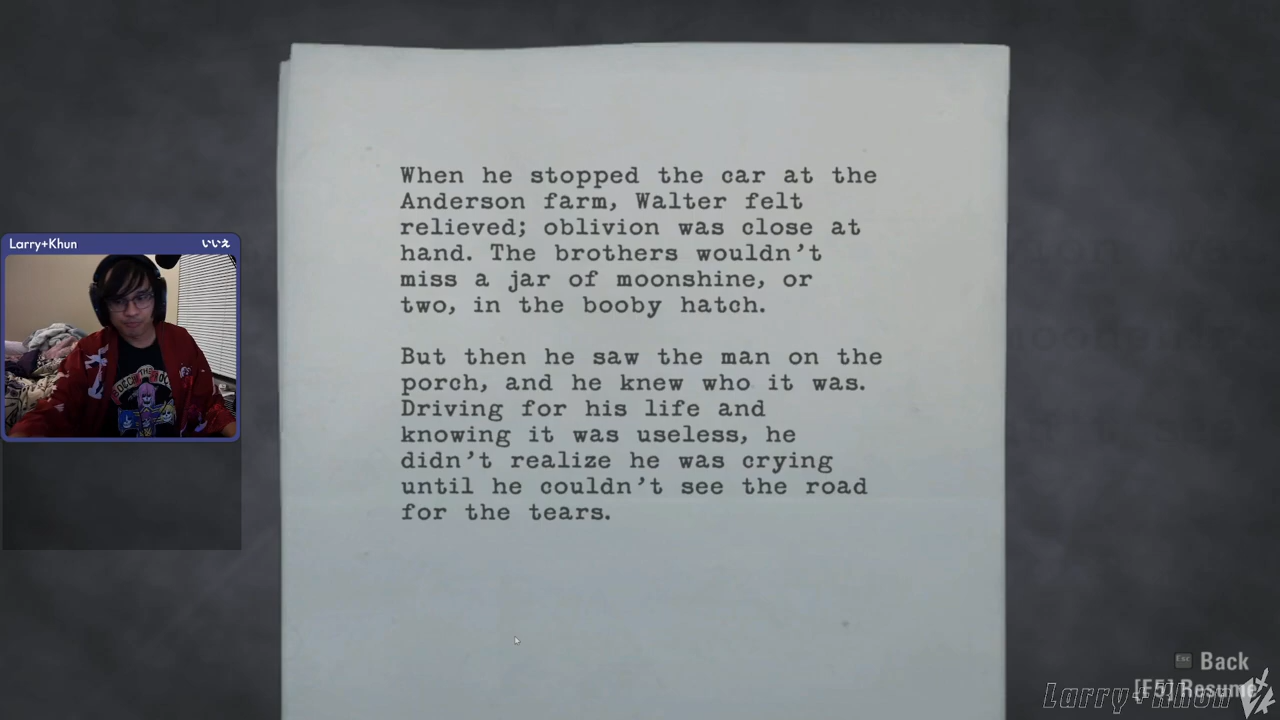 When he stopped the car at the
Anderson farm, Walter felt
relieved; oblivion was close at
hand. The brothers wouldn't
miss a jar of moonshine, or
two, in the booby hatch.
But then he saw the man on the
porch, and he knew who it was.
Driving for his life and
knowing it was useless, he
didn't realize he was crying
until he couldn't see the road
for the tears.
Larry+Khun いいえ
Esc Back
[F5] Resume
Larry+Khun